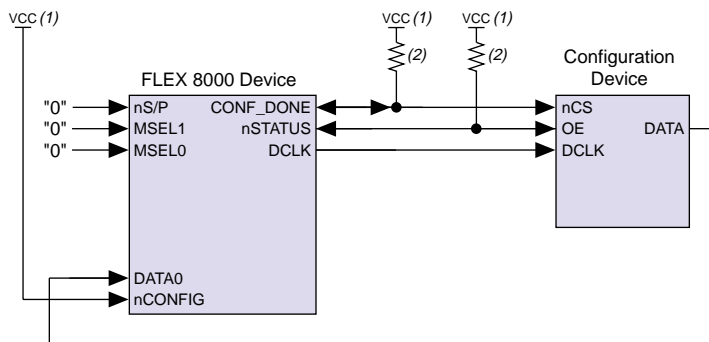 VCC (1)
VCC (1)
VCC (1)
(2)
(2)
FLEX 8000 Device
Configuration
Device
"0"
nS/P
CONF_DONE
nCS
"0"
MSEL1
nSTATUS
OE
DATA
"0"
MSEL0
DCLK
DCLK
DATA0
nCONFIG